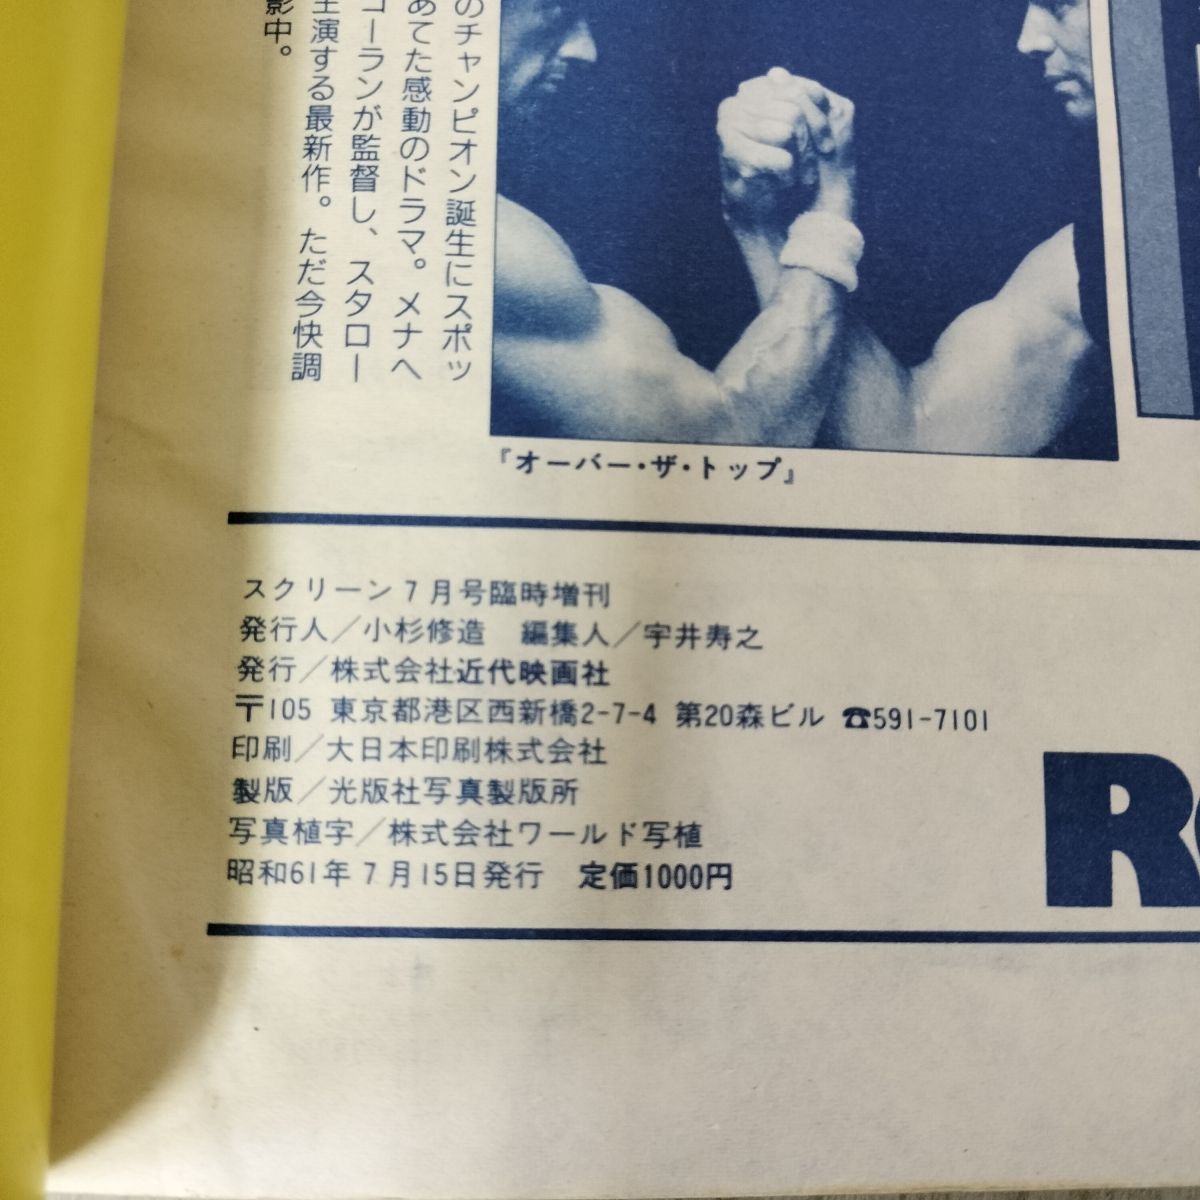 のチャンピオン誕生にスポッ
あてた感動のドラマ。メナヘ
コーランが監督し、スタロー
主演する最新作。ただ今快調
影中。
『オーバー・ザ・トップ』
スクリーン7月号臨時増刊
発行人／小杉修造　編集人／宇井寿之
発行／株式会社近代映画社
〒105 東京都港区西新橋2-7-4 第20森ビル ☎591-7101
印刷／大日本印刷株式会社
製版／光版社写真製版所
写真植字／株式会社ワールド写植
昭和61年7月15日発行　定価1000円
R